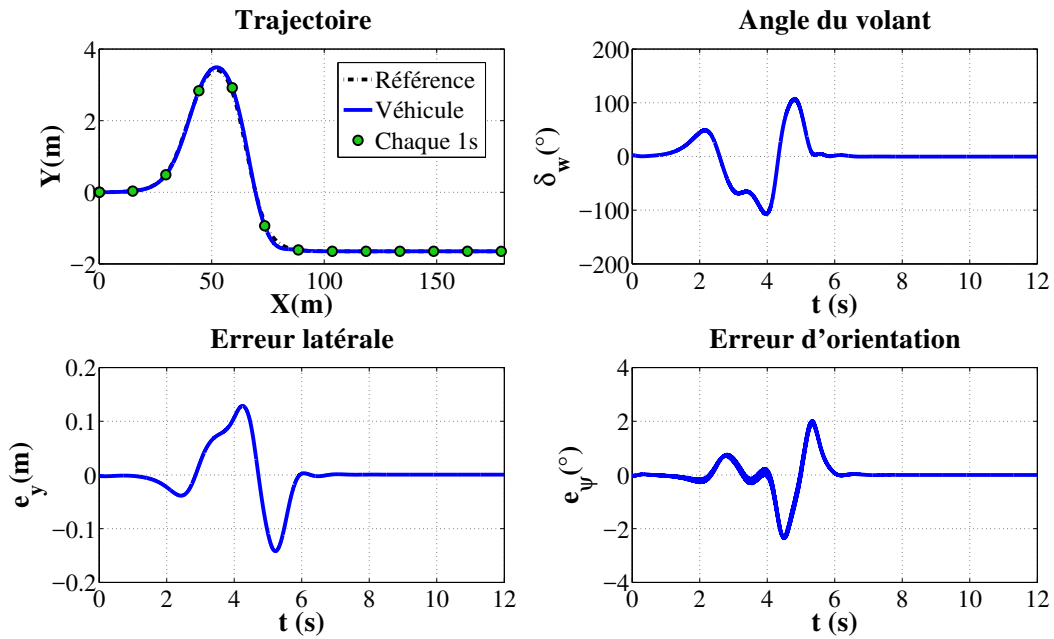 Trajectoire
4
2
0
−2
Y(m)
0
50
100
150
X(m)
Référence
Véhicule
Chaque 1s
Angle du volant
200
100
0
−100
−200
δ_w(°)
0
2
4
6
8
10
12
t (s)
Erreur latérale
0.2
0.1
0
−0.1
−0.2
e_y(m)
0
2
4
6
8
10
12
t (s)
Erreur d’orientation
4
2
0
−2
−4
e_ψ(°)
0
2
4
6
8
10
12
t (s)